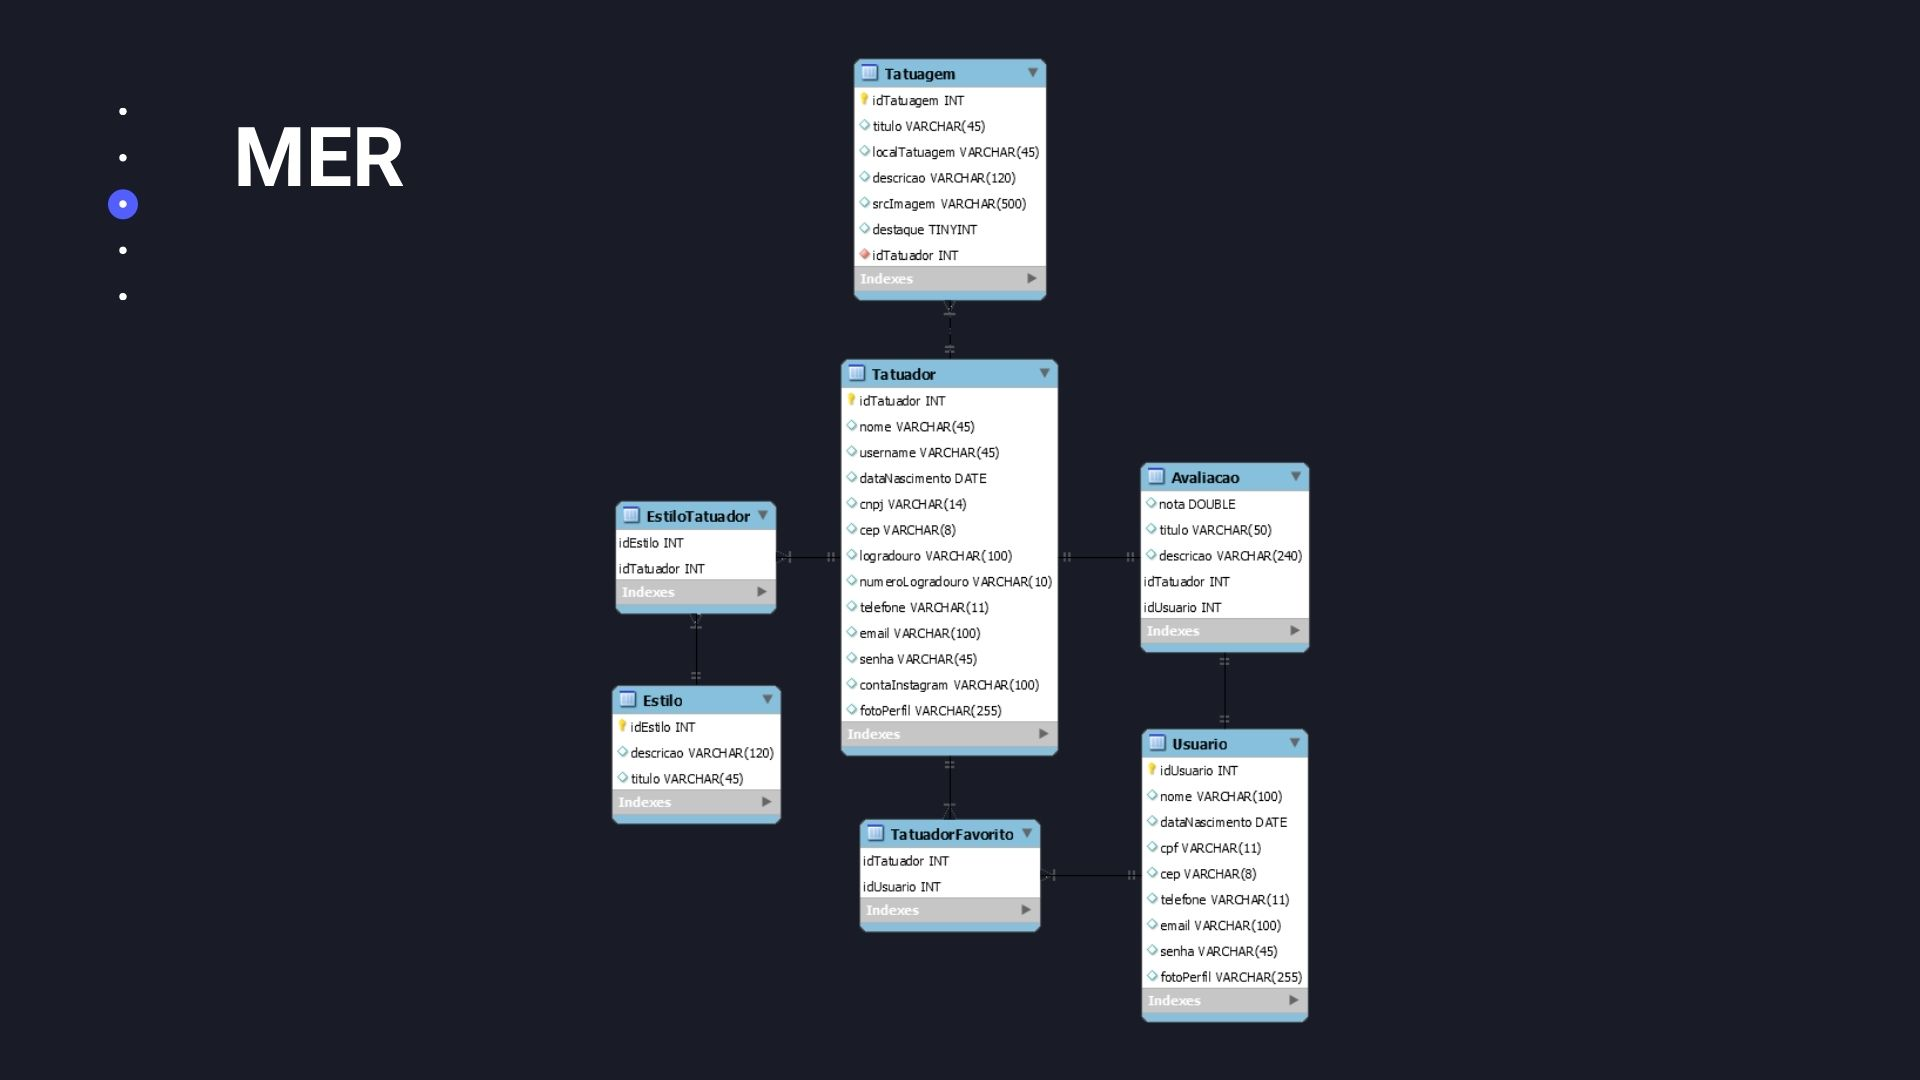 MER
Tatuagem
idTatuagem INT
titulo VARCHAR(45)
localTatuagem VARCHAR(45)
descricao VARCHAR(120)
srcImagem VARCHAR(500)
destaque TINYINT
idTatuador INT
Indexes
Tatuador
idTatuador INT
nome VARCHAR(45)
username VARCHAR(45)
dataNascimento DATE
cnpj VARCHAR(14)
cep VARCHAR(8)
logradouro VARCHAR(100)
numeroLogradouro VARCHAR(10)
telefone VARCHAR(11)
email VARCHAR(100)
senha VARCHAR(45)
contaInstagram VARCHAR(100)
fotoPerfil VARCHAR(255)
Indexes
EstiloTatuador
idEstilo INT
idTatuador INT
Indexes
Estilo
idEstilo INT
descricao VARCHAR(120)
titulo VARCHAR(45)
Indexes
Avaliacao
nota DOUBLE
titulo VARCHAR(50)
descricao VARCHAR(240)
idTatuador INT
idUsuario INT
Indexes
TatuadorFavorito
idTatuador INT
idUsuario INT
Indexes
Usuario
idUsuario INT
nome VARCHAR(100)
dataNascimento DATE
cpf VARCHAR(11)
cep VARCHAR(8)
telefone VARCHAR(11)
email VARCHAR(100)
senha VARCHAR(45)
fotoPerfil VARCHAR(255)
Indexes